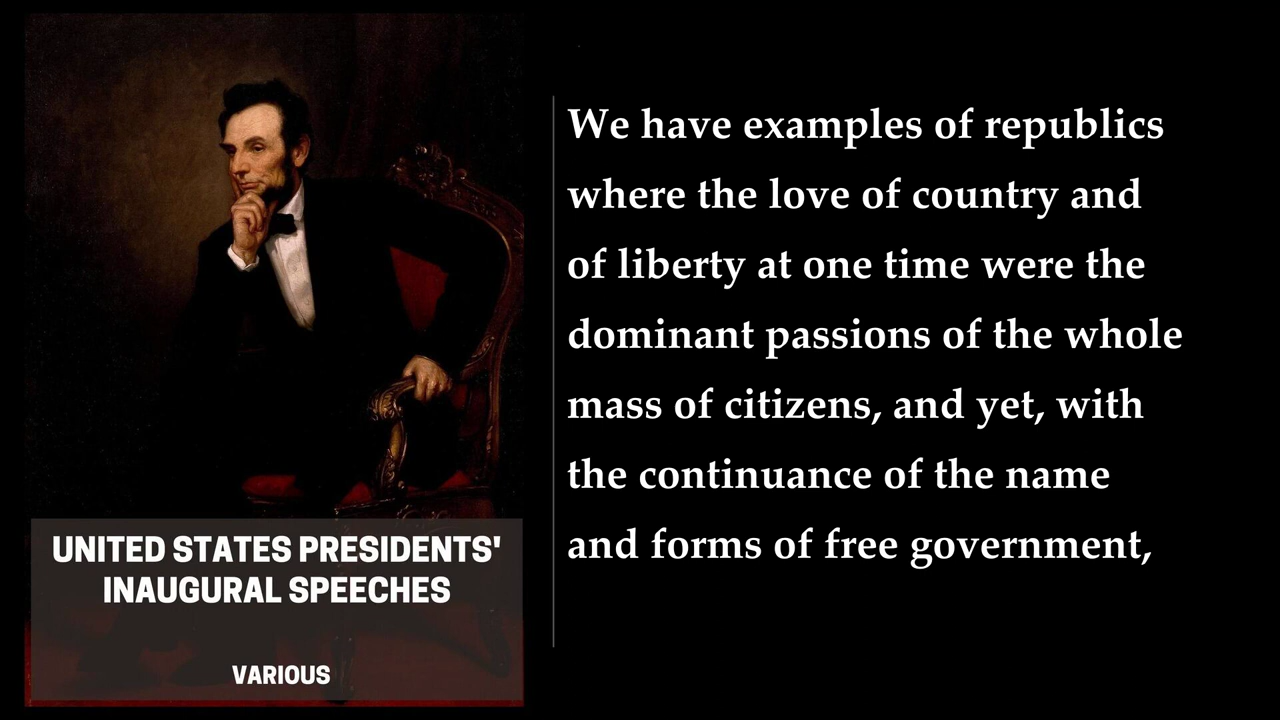 We have examples of republics
where the love of country and
of liberty at one time were the
dominant passions of the whole
mass of citizens, and yet, with
the continuance of the name
and forms of free government,
UNITED STATES PRESIDENTS'
INAUGURAL SPEECHES
VARIOUS